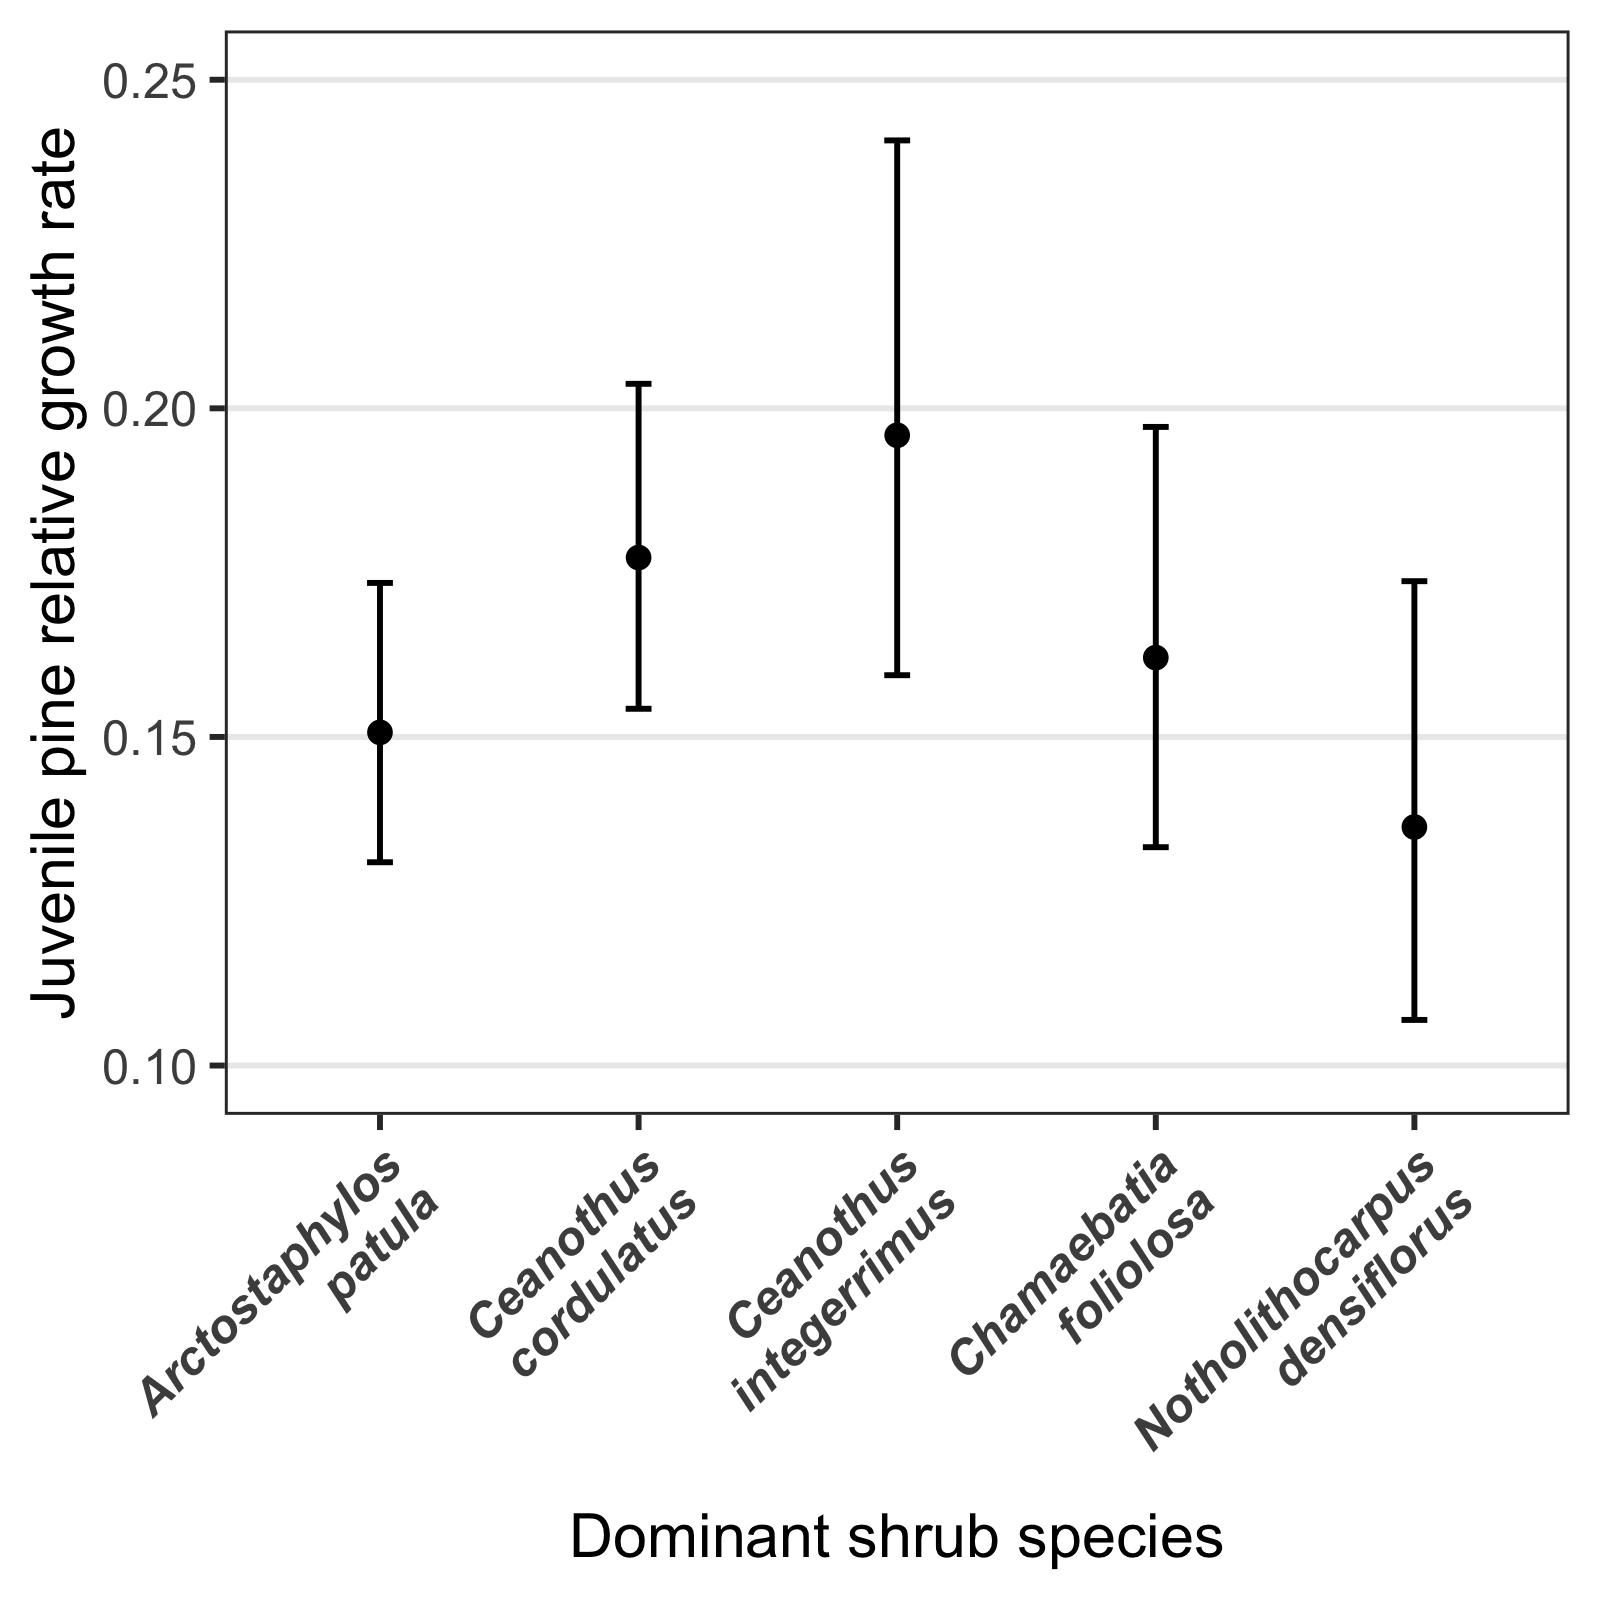 Juvenile pine relative growth rate
0.25
0.20
0.15
0.10
Arctostaphylos
patula
Ceanothus
cordulatus
Ceanothus
integerrimus
Chamaebatia
foliolosa
Notholithocarpus
densiflorus
Dominant shrub species